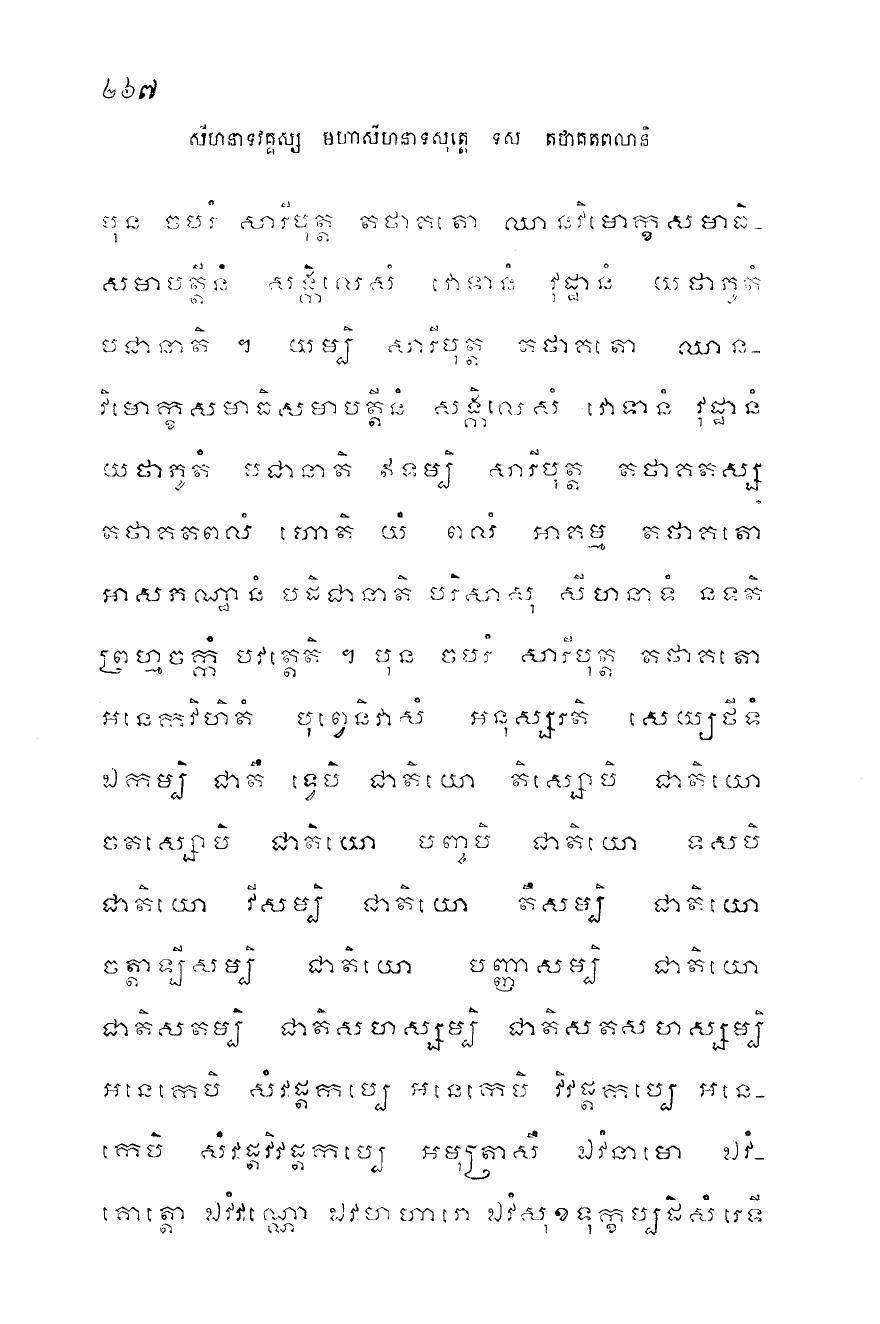 ២៦៧
សីហនាទវគ្គស្ស មហាសីហនាទសុត្តេ ទស តថាគតពលានិ
បុន ចបរំ សារីបុត្ត តថាគតោ ឈានវិមោក្ខសមាធិ-
សមាបត្តីនំ សង្កិលេសំ វោទានំ វុដ្ឋានំ យថាភូតំ
បជានាតិ ។ យម្បិ សារីបុត្ត តថាគតោ ឈាន-
វិមោក្ខសមាធិសមាបត្តីនំ សង្កិលេសំ វោទានំ វុដ្ឋានំ
យថាភូតំ បជានាតិ ឥទម្បិ សារីបុត្ត តថាគតស្ស
តថាគតពលំ ហោតិ យំ ពលំ អាគម្ម តថាគតោ
អាសភណ្ឋានំ បដិជានាតិ បរិសាសុ សីហនាទំ នទតិ
ព្រហ្មចក្កំ បវត្តេតិ ។ បុន ចបរំ សារីបុត្ត តថាគតោ
អនេកវិហិតំ បុព្វេនិវាសំ អនុស្សរតិ សេយ្យថីទំ
ឯកម្បិ ជាតឹ ទ្វេបិ ជាតិយោ តិស្សោបិ ជាតិយោ
ចតស្សោបិ ជាតិយោ បញ្ចបិ ជាតិយោ ទសបិ
ជាតិយោ វីសម្បិ ជាតិយោ តឹសម្បិ ជាតិយោ
ចត្តាឡីសម្បិ ជាតិយោ បញ្ញាសម្បិ ជាតិយោ
ជាតិសតម្បិ ជាតិសហស្សម្បិ ជាតិសតសហស្សម្បិ
អនេកេបិ សំវដ្តកប្បេ អនេកេបិ វិវដ្តកប្បេ អនេ-
កេបិ សំវដ្តវិវដ្តកប្បេ អមុត្រាសឹ ឯវំនាមោ ឯវំ-
គោត្តោ ឯវំវណ្ណោ ឯវមាហារោ ឯវំសុខទុក្ខប្បដិសំវេទី